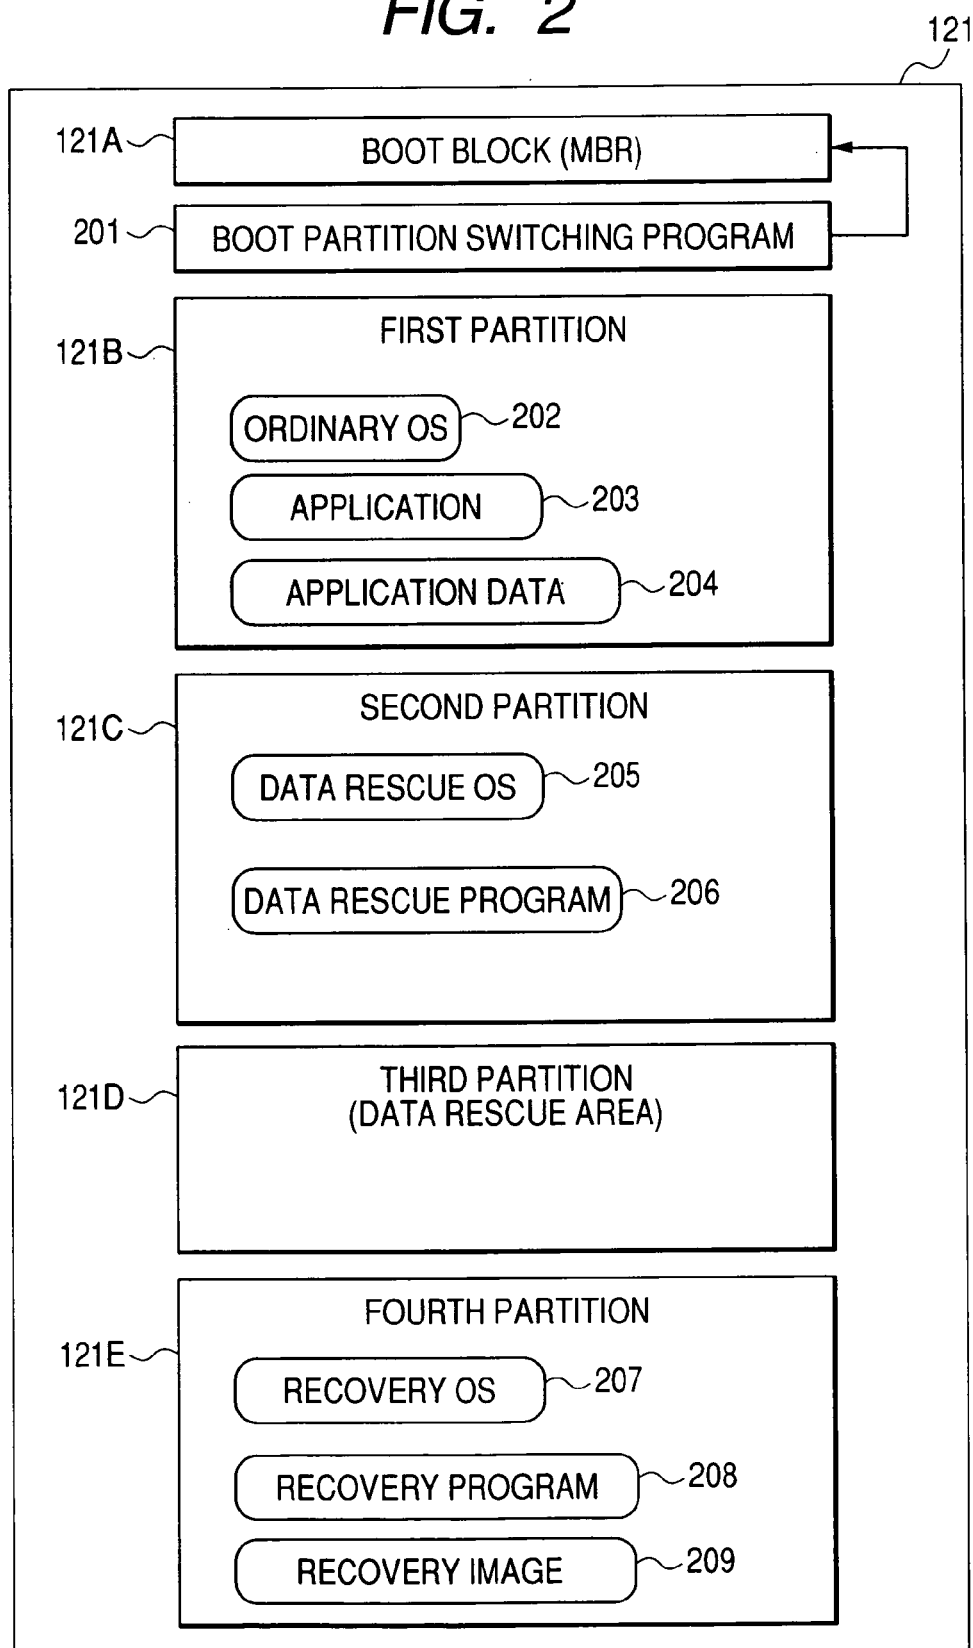 FIG. 2
121
121A
BOOT BLOCK (MBR)
201
BOOT PARTITION SWITCHING PROGRAM
121B
FIRST PARTITION
ORDINARY OS
202
APPLICATION
203
APPLICATION DATA
204
121C
SECOND PARTITION
DATA RESCUE OS
205
DATA RESCUE PROGRAM
206
121D
THIRD PARTITION
(DATA RESCUE AREA)
121E
FOURTH PARTITION
RECOVERY OS
207
RECOVERY PROGRAM
208
RECOVERY IMAGE
209